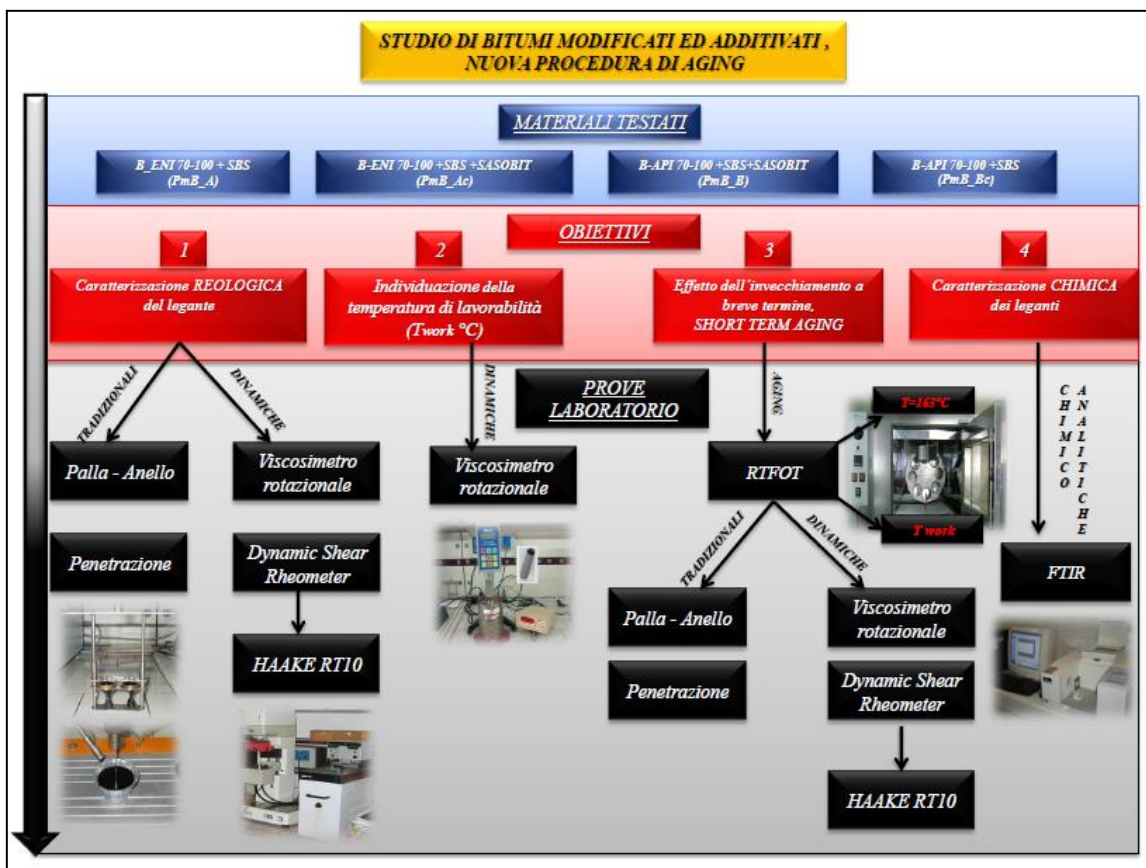 STUDIO DI BITUMI MODIFICATI ED ADDITIVATI ,
NUOVA PROCEDURA DI AGING
MATERIALI TESTATI
B_ENI 70-100 + SBS
(PmB_A)
B-ENI 70-100 +SBS +SASOBIT
(PmB_Ac)
B-API 70-100 +SBS+SASOBIT
(PmB_B)
B-API 70-100 +SBS
(PmB_Bc)
OBIETTIVI
1
Caratterizzazione REOLOGICA
del legante
2
Individuazione della
temperatura di lavorabilità
(Twork °C)
3
Effetto dell'invecchiamento a
breve termine,
SHORT TERM AGING
4
Caratterizzazione CHIMICA
dei leganti
PROVE
LABORATORIO
TRADIZIONALI
DINAMICHE
Palla - Anello
Viscosimetro
rotazionale
Penetrazione
Dynamic Shear
Rheometer
HAAKE RT10
DINAMICHE
Viscosimetro
rotazionale
AGING
RTFOT
T=163°C
T work
TRADIZIONALI
DINAMICHE
Palla - Anello
Viscosimetro
rotazionale
Penetrazione
Dynamic Shear
Rheometer
HAAKE RT10
CHIMICO
ANALITICHE
FTIR